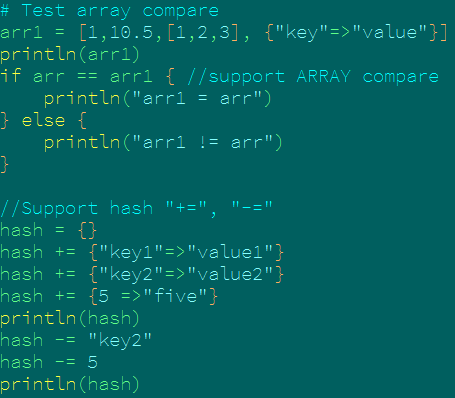 # Test array compare
arr1 = [1,10.5,[1,2,3], {"key"=>"value"}]
println(arr1)
if arr == arr1 { //support ARRAY compare
    println("arr1 = arr")
} else {
    println("arr1 != arr")
}

//Support hash "+=", "-="
hash = {}
hash += {"key1"=>"value1"}
hash += {"key2"=>"value2"}
hash += {5 =>"five"}
println(hash)
hash -= "key2"
hash -= 5
println(hash)